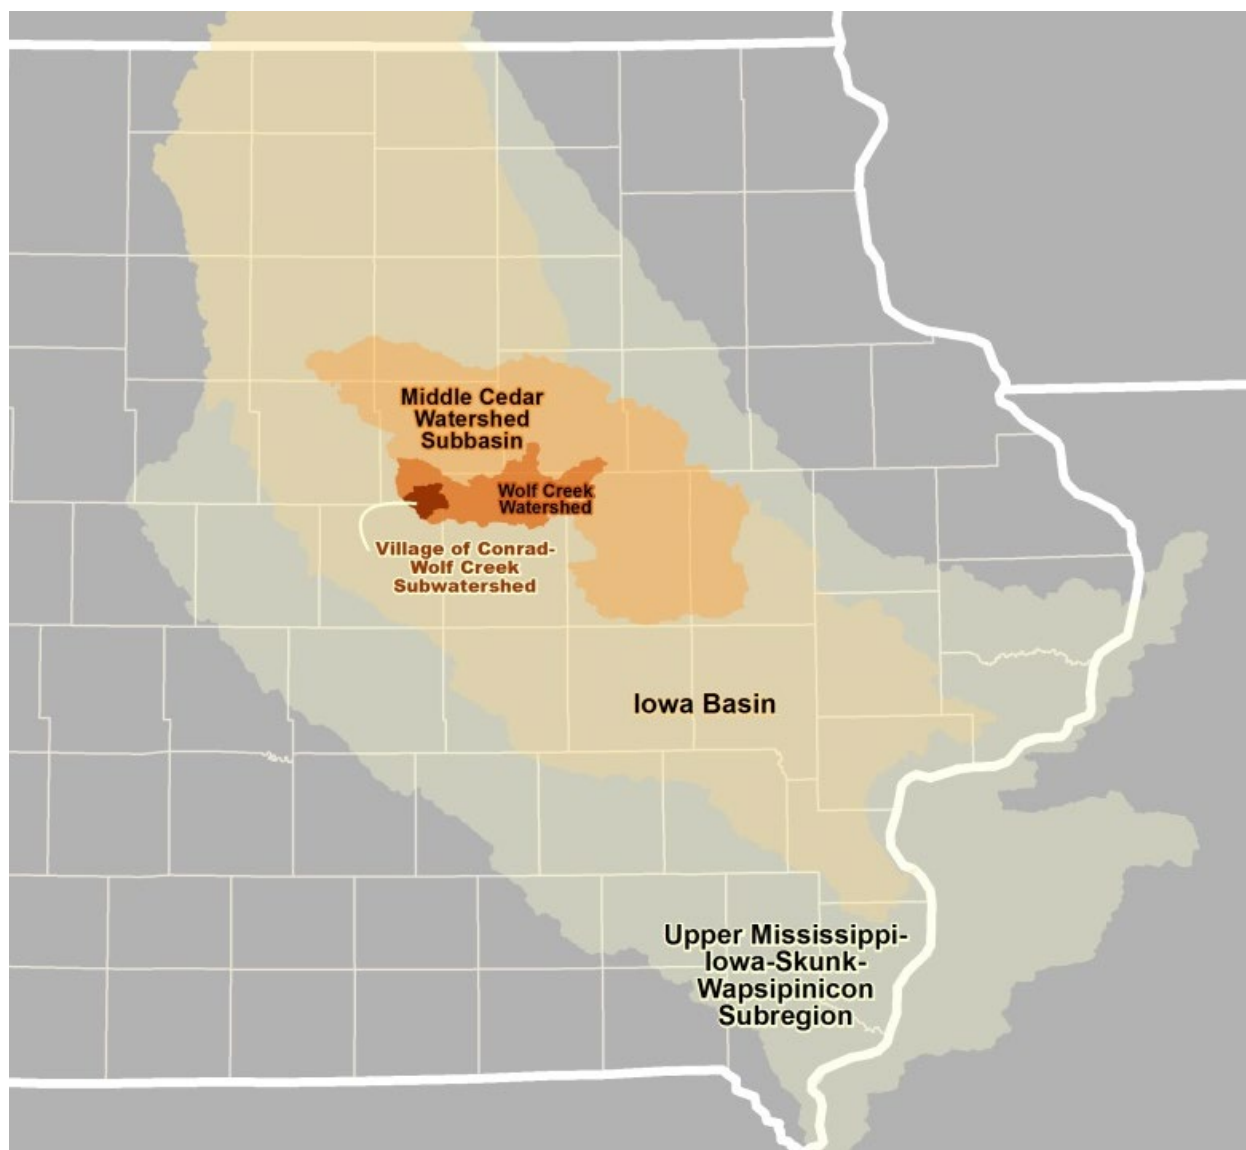 Middle Cedar
Watershed
Subbasin
Wolf Creek
Watershed
Village of Conrad-
Wolf Creek
Subwatershed
Iowa Basin
Upper Mississippi-
Iowa-Skunk-
Wapsipinicon
Subregion